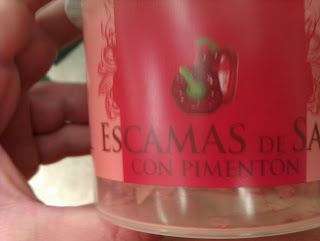 ESCAMAS DE SA
CON PIMENTÓN